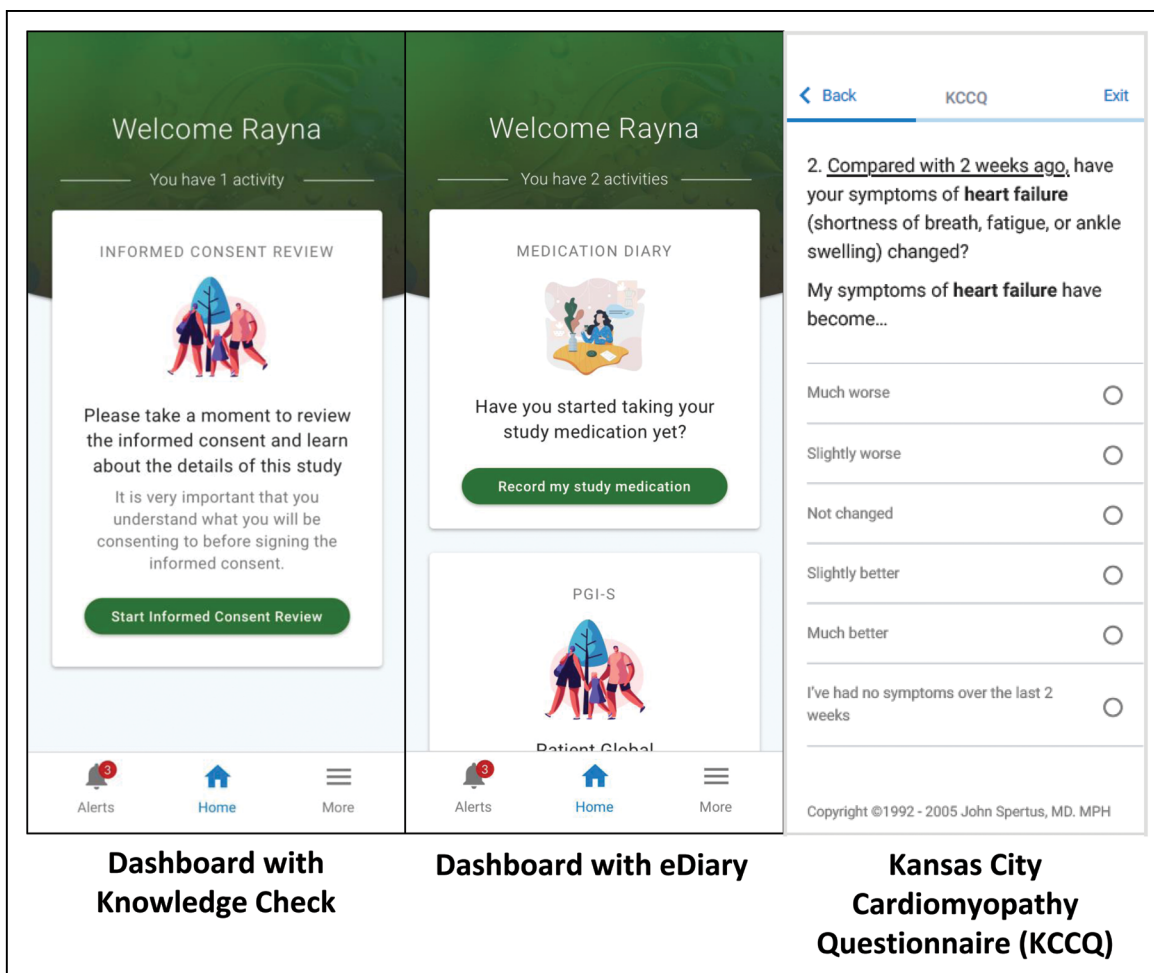 Welcome Rayna
You have 1 activity
INFORMED CONSENT REVIEW
Please take a moment to review
the informed consent and learn
about the details of this study
It is very important that you
understand what you will be
consenting to before signing the
informed consent.
Start Informed Consent Review
3
Alerts
Home
More
Dashboard with
Knowledge Check
Welcome Rayna
You have 2 activities
MEDICATION DIARY
Have you started taking your
study medication yet?
Record my study medication
PGI-S
Patient Global
3
Alerts
Home
More
Dashboard with eDiary
Back
KCCQ
Exit
2. Compared with 2 weeks ago, have
your symptoms of heart failure
(shortness of breath, fatigue, or ankle
swelling) changed?
My symptoms of heart failure have
become...
Much worse
Slightly worse
Not changed
Slightly better
Much better
I've had no symptoms over the last 2
weeks
Copyright ©1992 - 2005 John Spertus, MD. MPH
Kansas City
Cardiomyopathy
Questionnaire (KCCQ)